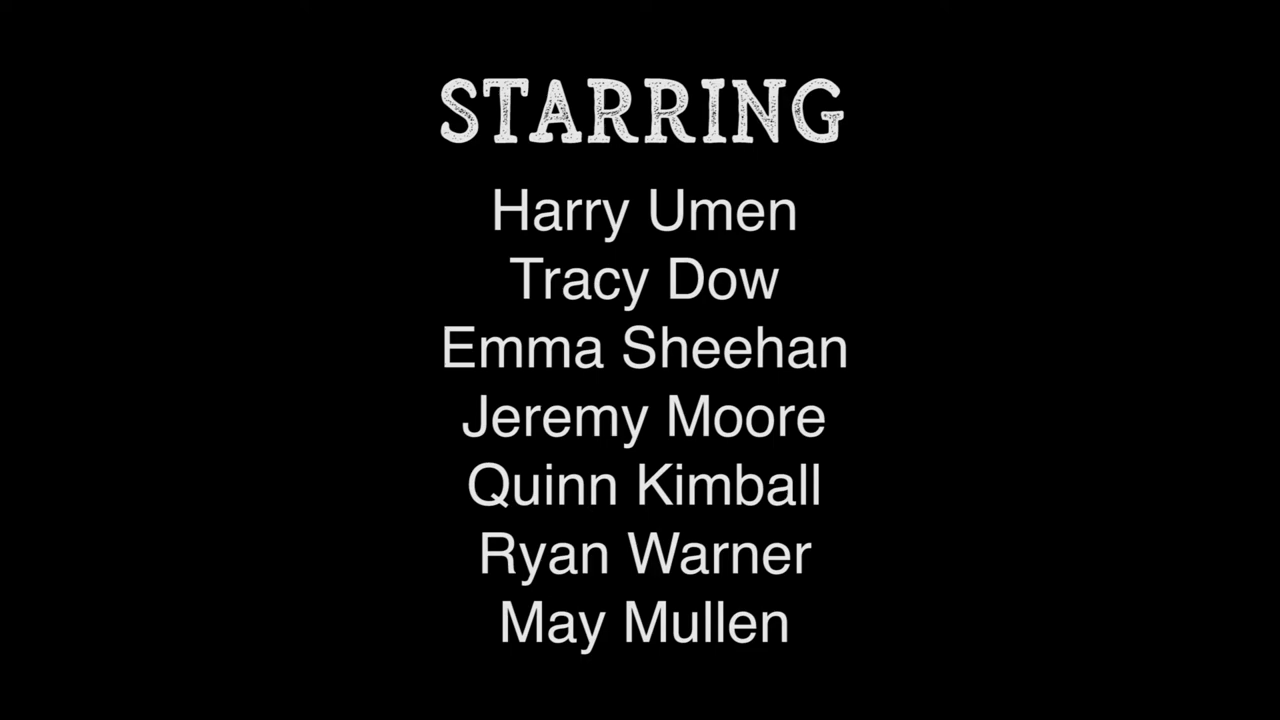 STARRING
Harry Umen
Tracy Dow
Emma Sheehan
Jeremy Moore
Quinn Kimball
Ryan Warner
May Mullen